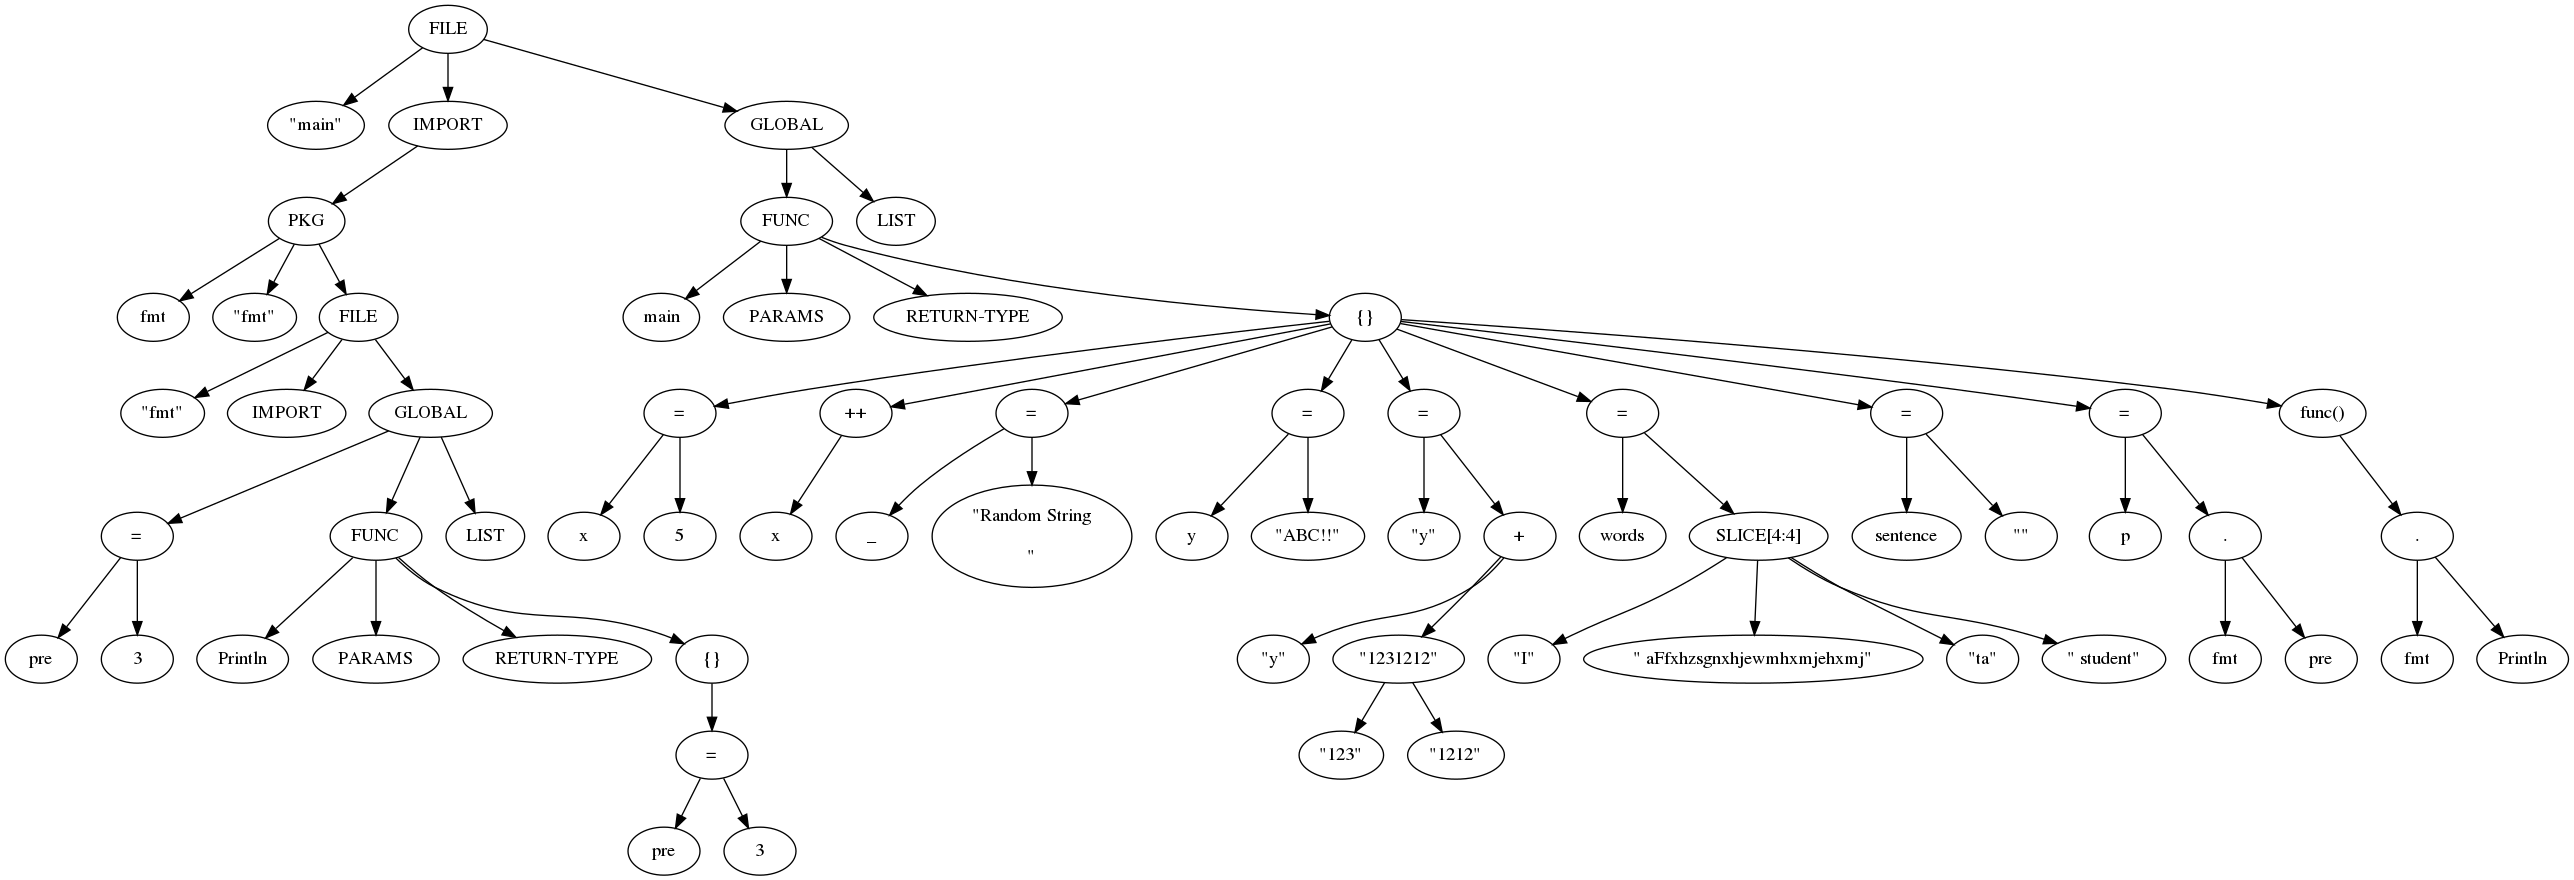 FILE
"main"
IMPORT
GLOBAL
PKG
FUNC
LIST
fmt
"fmt"
FILE
main
PARAMS
RETURN-TYPE
{}
"fmt"
IMPORT
GLOBAL
=
++
=
=
=
=
=
=
func()
=
FUNC
LIST
x
5
x
_
"Random String
"
y
"ABC!!"
"y"
+
words
SLICE[4:4]
sentence
""
p
.
.
pre
3
Println
PARAMS
RETURN-TYPE
{}
"y"
"1231212"
"I"
" aFfxhzsgnxhjewmhxmjehxmj"
"ta"
" student"
fmt
pre
fmt
Println
=
"123"
"1212"
pre
3